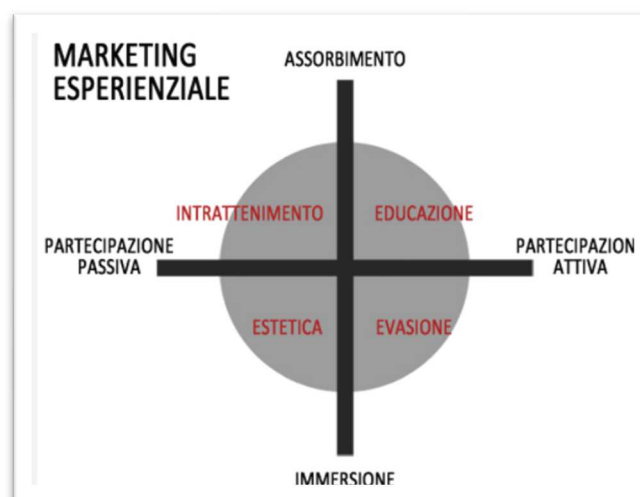 MARKETING
ESPERIENZIALE
ASSORBIMENTO
INTRATTENIMENTO
EDUCAZIONE
PARTECIPAZIONE
PASSIVA
PARTECIPAZION
ATTIVA
ESTETICA
EVASIONE
IMMERSIONE